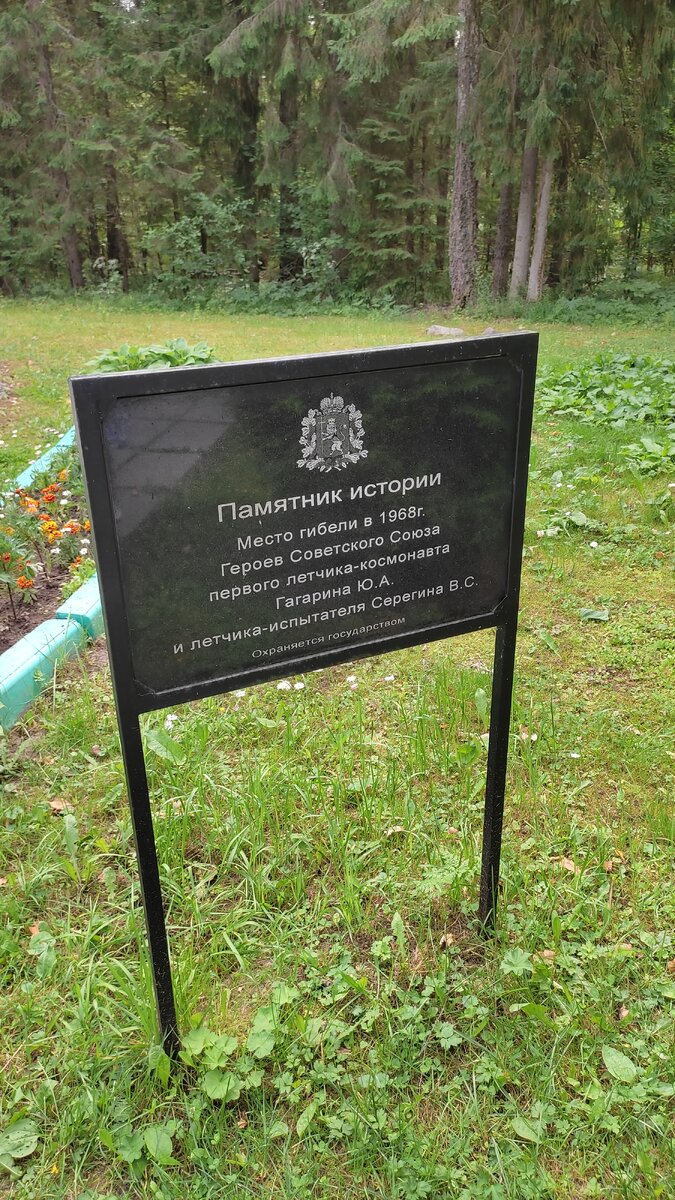 Памятник истории
Место гибели в 1968г.
Героев Советского Союза
первого летчика-космонавта
Гагарина Ю.А.
и летчика-испытателя Серегина В.С.
Охраняется государством